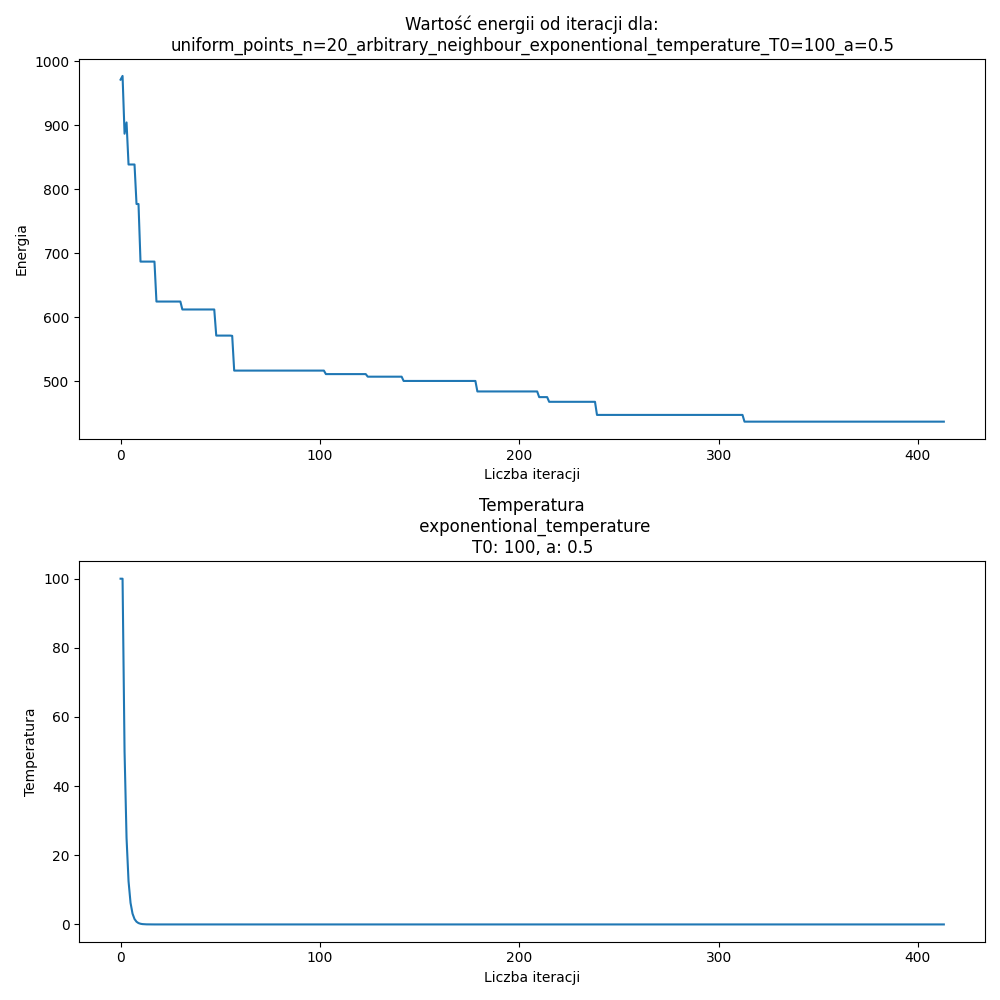 Wartość energii od iteracji dla:
uniform_points_n=20_arbitrary_neighbour_exponentional_temperature_T0=100_a=0.5
1000
900
800
700
600
500
Energia
0 100 200 300 400
Liczba iteracji
Temperatura
exponentional_temperature
T0: 100, a: 0.5
100
80
60
40
20
0
Temperatura
0 100 200 300 400
Liczba iteracji